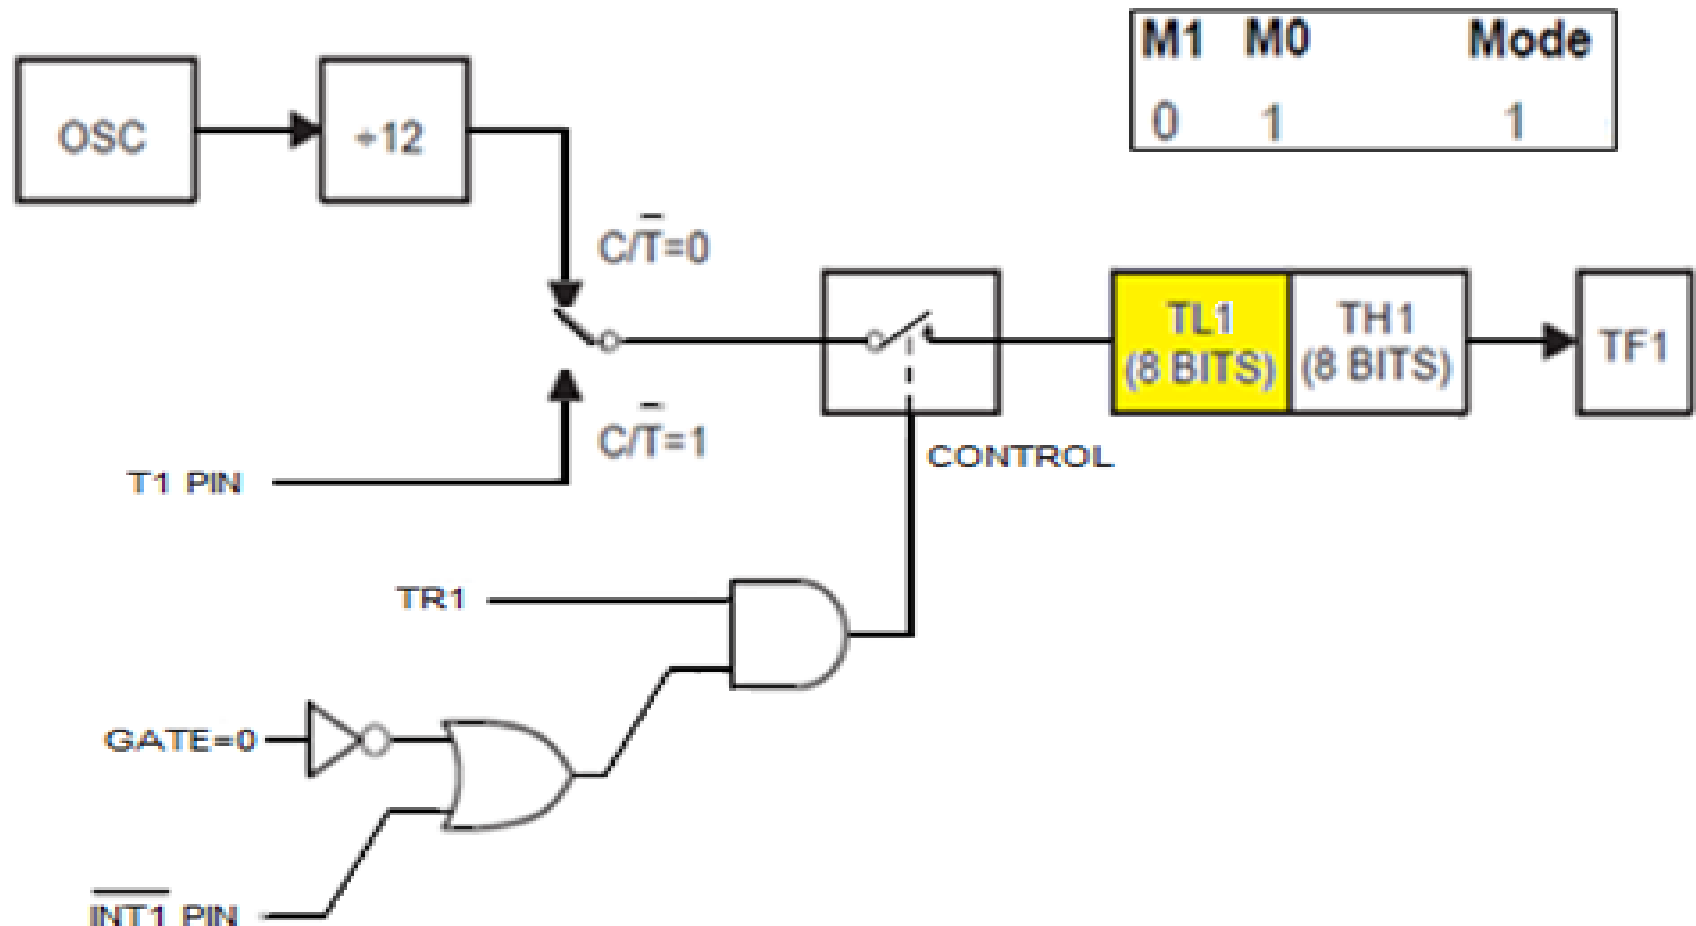 M1 M0 Mode
0 1 1
OSC
÷12
C/T̅=0
TL1
(8 BITS)
TH1
(8 BITS)
TF1
C/T̅=1
CONTROL
T1 PIN
TR1
GATE=0
I̅N̅T̅1̅ PIN